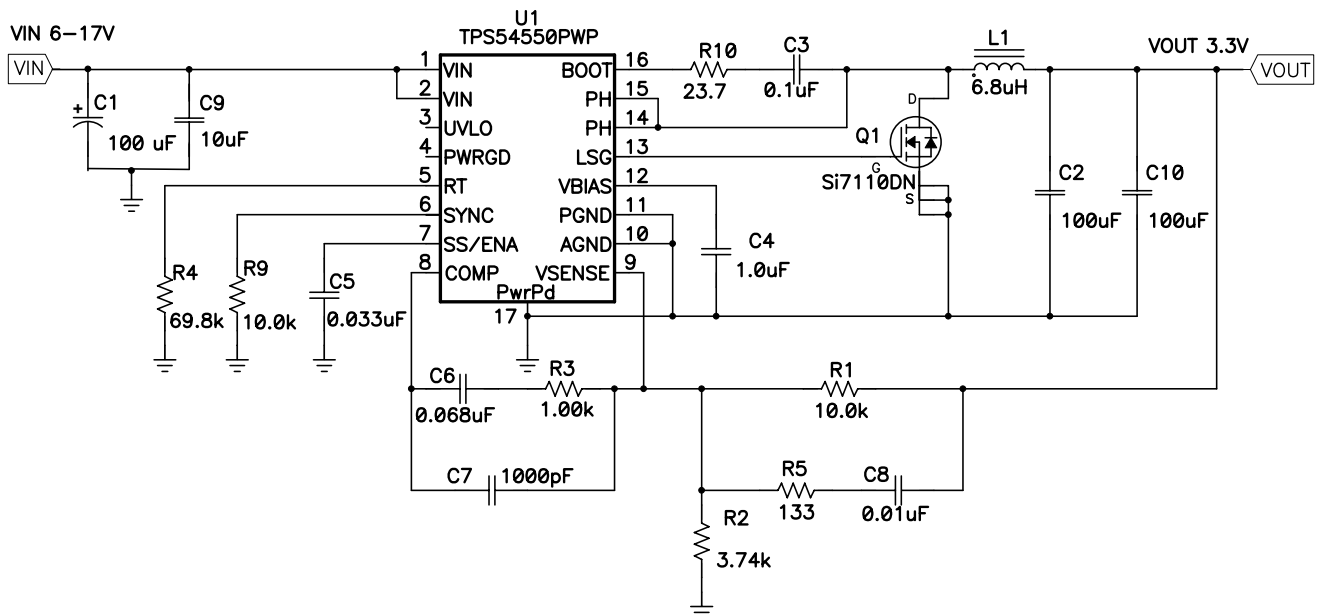 U1
TPS54550PWP
VIN 6-17V
VIN
C1
+
100 uF
C9
10uF
1
VIN
2
VIN
3
UVLO
4
PWRGD
5
RT
6
SYNC
7
SS/ENA
8
COMP
16
BOOT
15
PH
14
PH
13
LSG
12
VBIAS
11
PGND
10
AGND
9
VSENSE
PwrPd
17
R10
23.7
C3
0.1uF
L1
6.8uH
VOUT 3.3V
VOUT
D
Q1
G
Si7110DN
S
C2
100uF
C10
100uF
C4
1.0uF
R4
69.8k
R9
10.0k
C5
0.033uF
C6
0.068uF
R3
1.00k
R1
10.0k
C7
1000pF
R5
133
C8
0.01uF
R2
3.74k